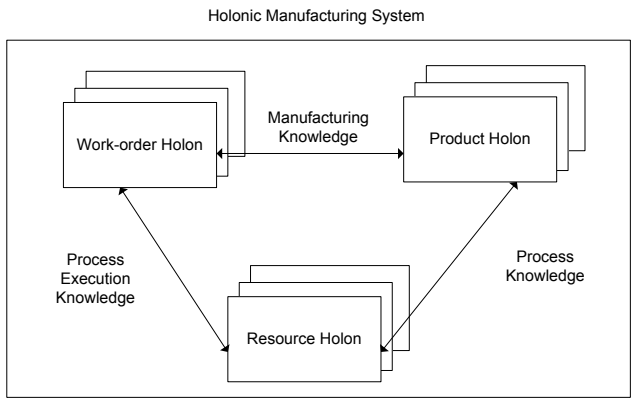 Holonic Manufacturing System
Work-order Holon
Manufacturing
Knowledge
Product Holon
Process
Execution
Knowledge
Process
Knowledge
Resource Holon